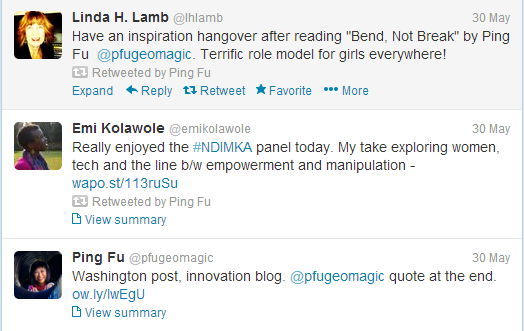 Linda H. Lamb @lhlamb 30 May
Have an inspiration hangover after reading "Bend, Not Break" by Ping
Fu @pfugeomagic. Terrific role model for girls everywhere!
Retweeted by Ping Fu
Expand Reply Retweet Favorite More
Emi Kolawole @emikolawole 30 May
Really enjoyed the #NDIMKA panel today. My take exploring women,
tech and the line b/w empowerment and manipulation -
wapo.st/113ruSu
Retweeted by Ping Fu
View summary
Ping Fu @pfugeomagic 30 May
Washington post, innovation blog. @pfugeomagic quote at the end.
ow.ly/lwEgU
View summary